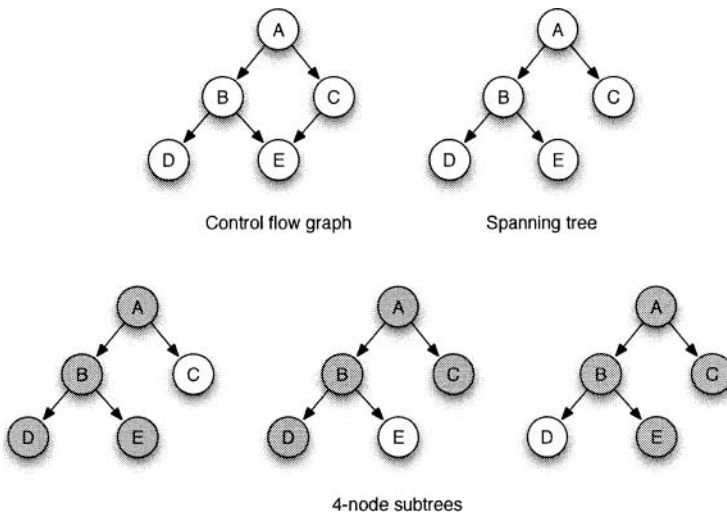 A A
B C B C
D E D E
Control flow graph Spanning tree
A A A
B C B C B C
D E D E D E
4-node subtrees